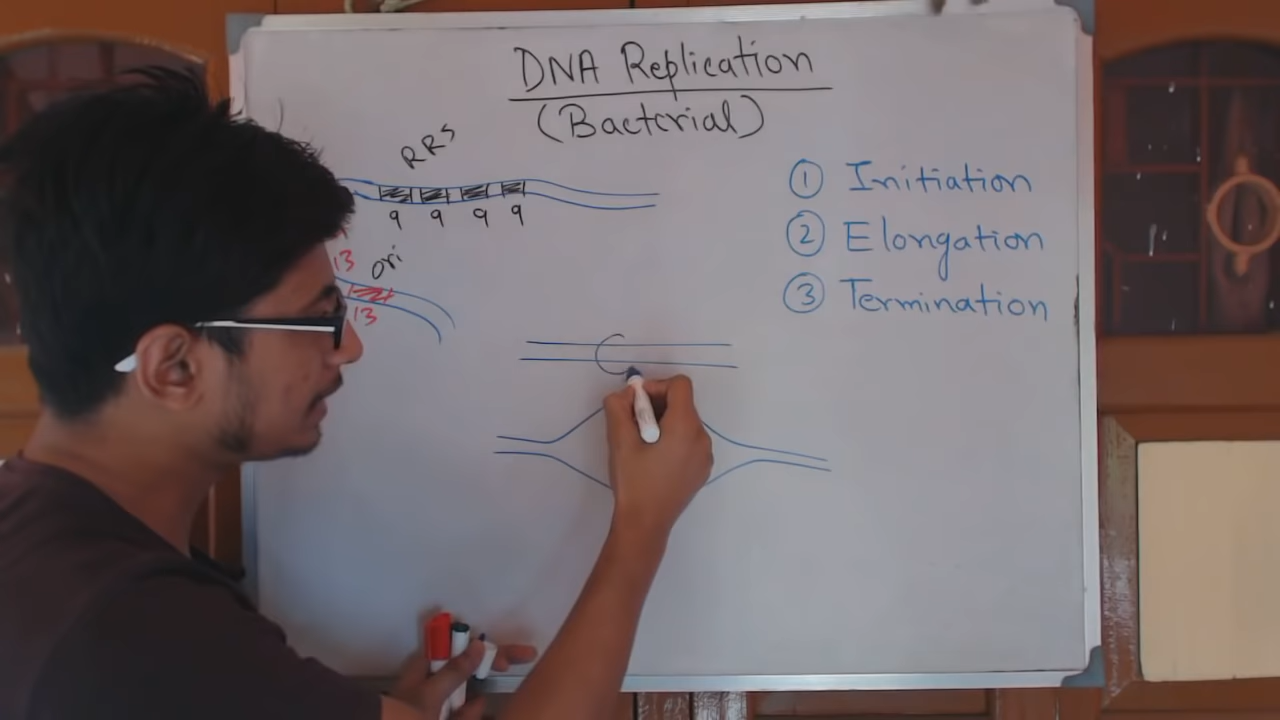 DNA Replication
(Bacterial)
RRS
9 9 9 9
13 ori
13
① Initiation
② Elongation
③ Termination